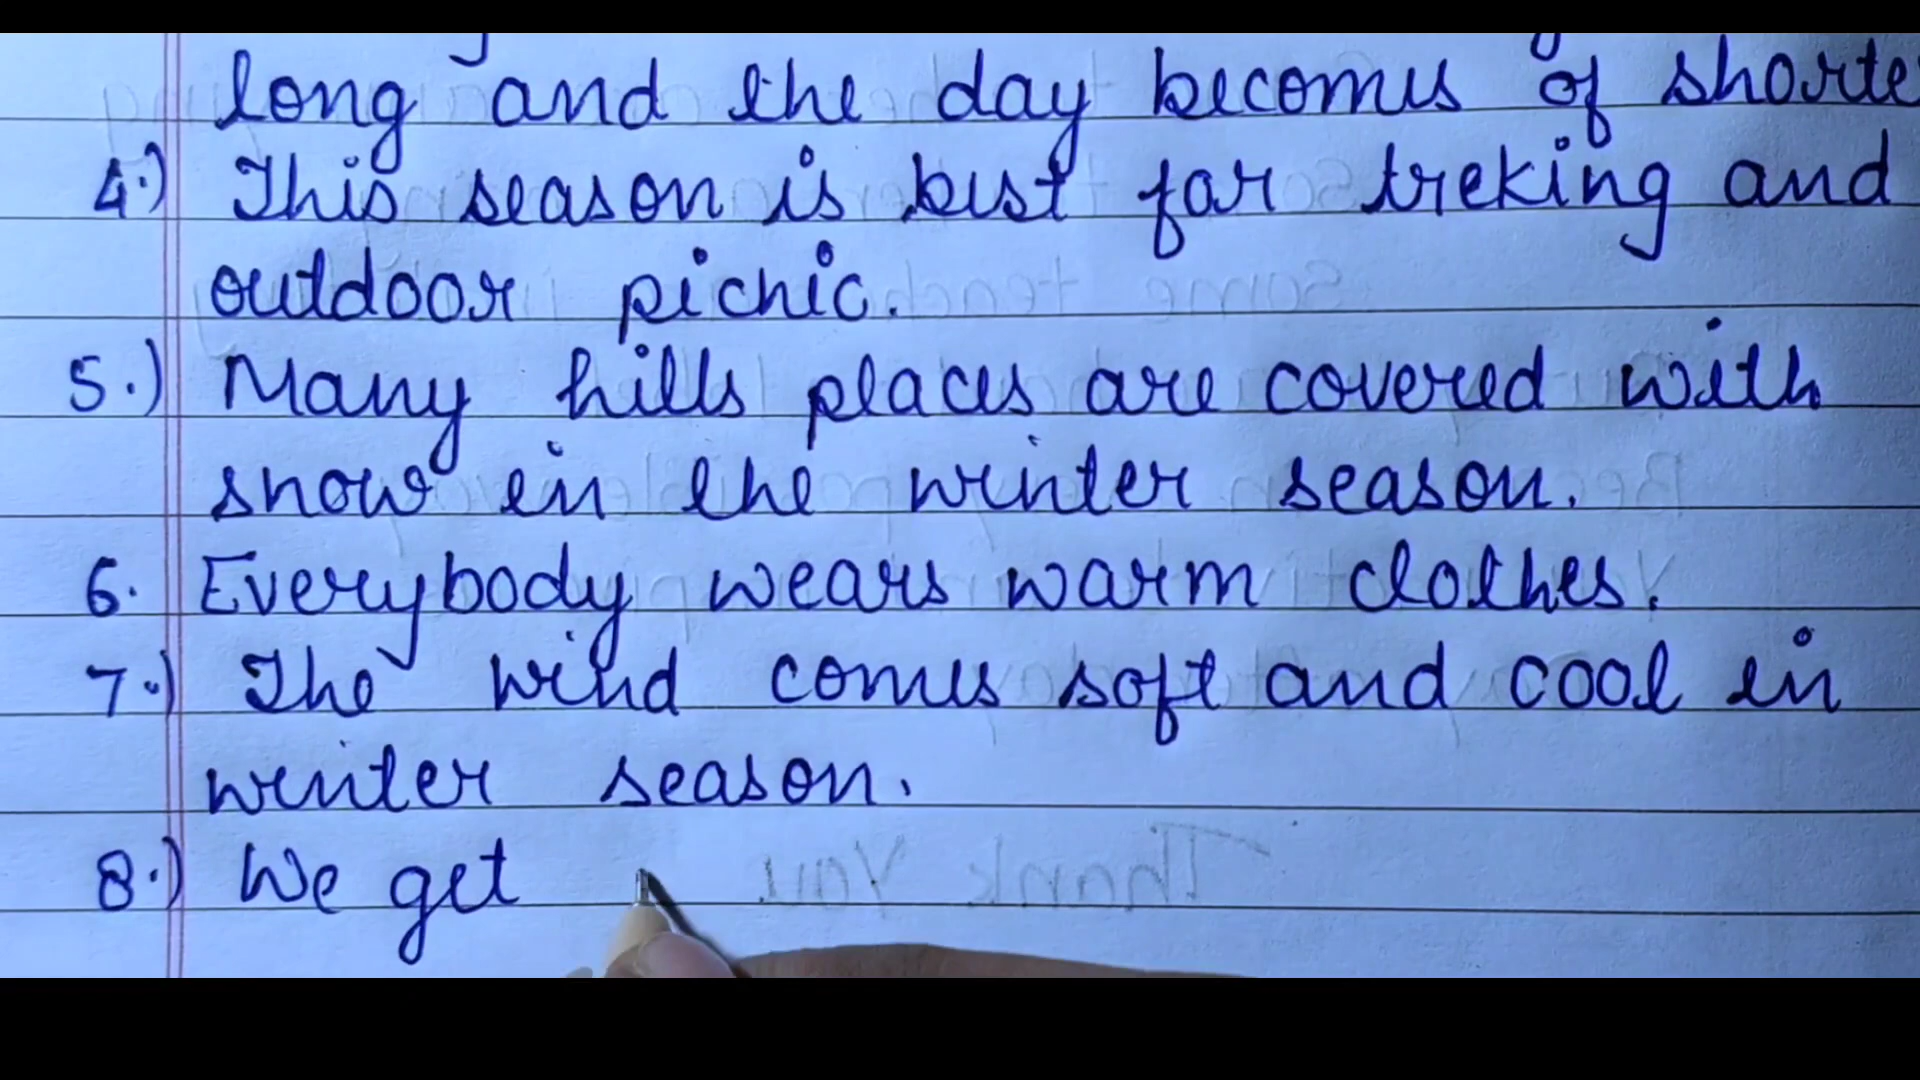 long and the day becomes of shorte
4.) This season is best for treking and
outdoor picnic.
5.) Many hills places are covered with
snow in the winter season.
6. Everybody wears warm clothes.
7.) The wind comes soft and cool in
winter season.
8.) We get
Thank You